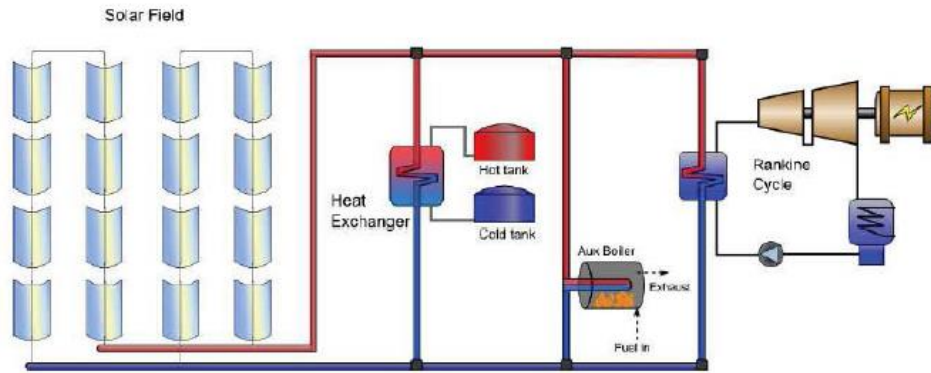 Solar Field
Hot tank
Heat
Exchanger
Cold tank
Aux Boiler
Exhaust
Fuel in
Rankine
Cycle